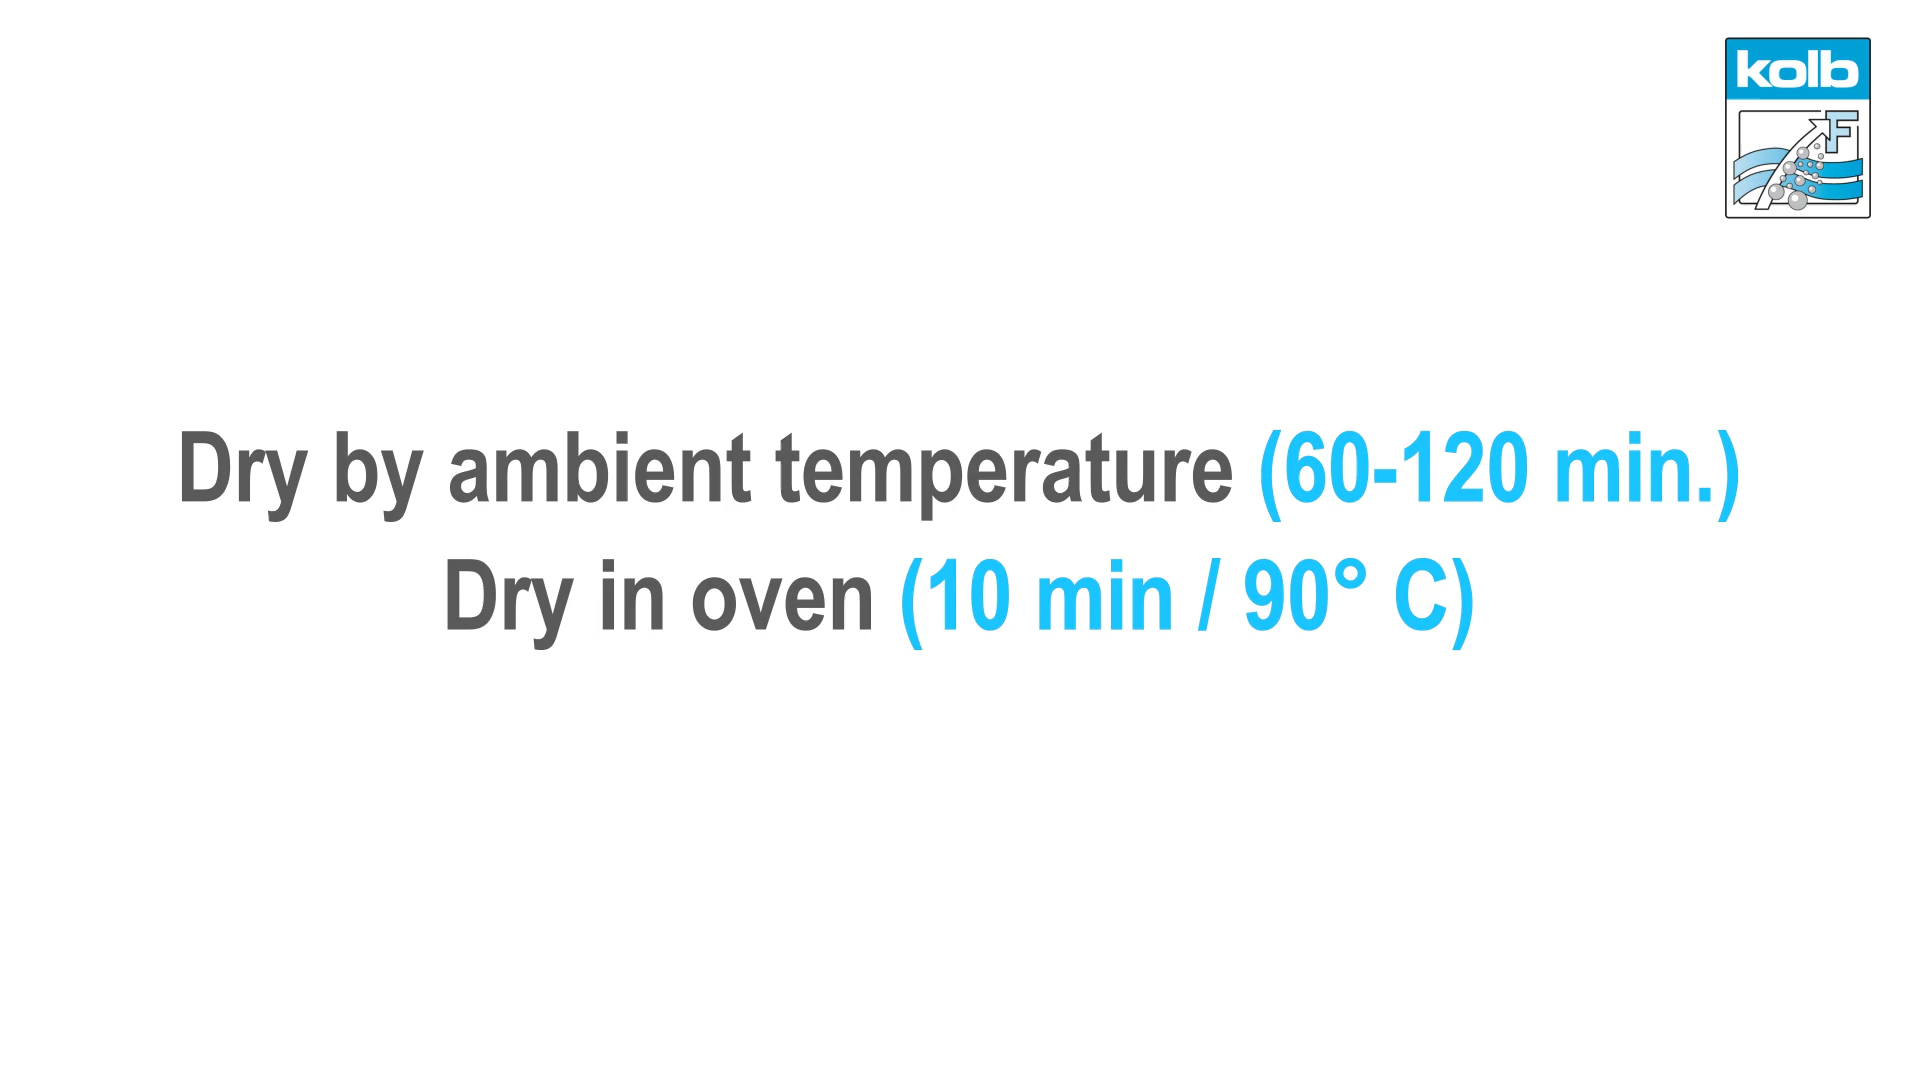 kolb
F
Dry by ambient temperature (60-120 min.)
Dry in oven (10 min / 90° C)